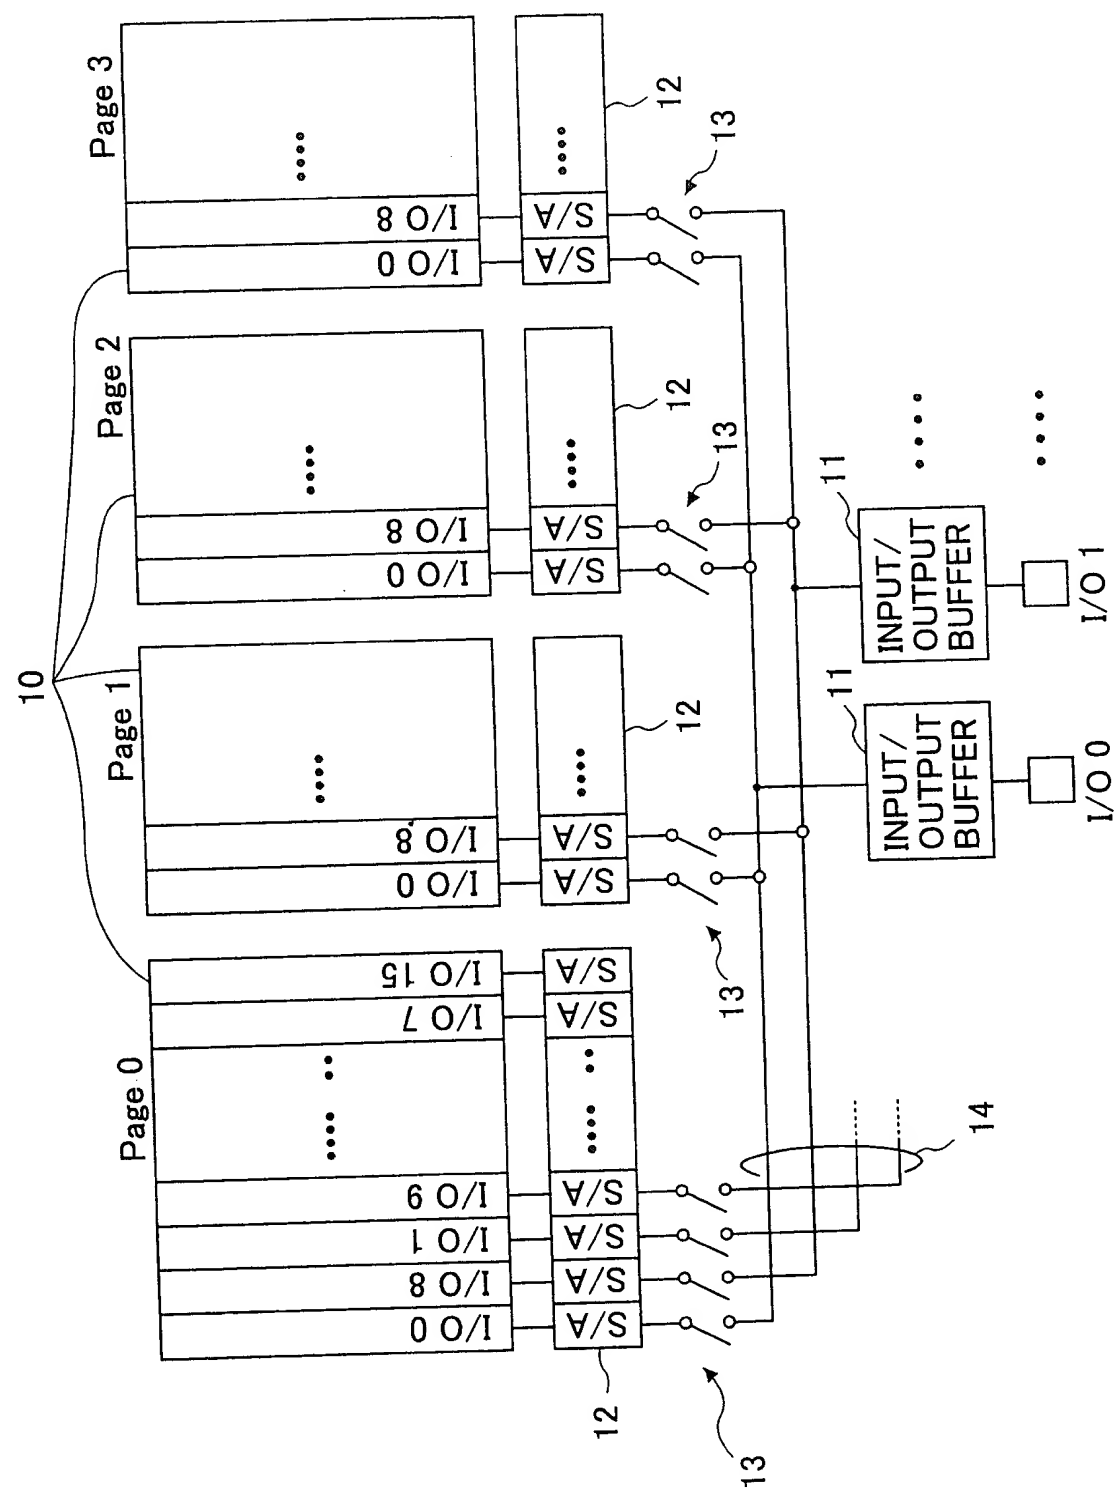 10
Page 0
Page 1
Page 2
Page 3
I/O 0
I/O 8
I/O 1
I/O 9
I/O 7
I/O 15
I/O 0
I/O 8
I/O 0
I/O 8
I/O 0
I/O 8
S/A
S/A
S/A
S/A
S/A
S/A
S/A
S/A
S/A
S/A
S/A
S/A
12
12
12
12
13
13
13
13
14
11
11
INPUT/
OUTPUT
BUFFER
INPUT/
OUTPUT
BUFFER
I/O 0
I/O 1